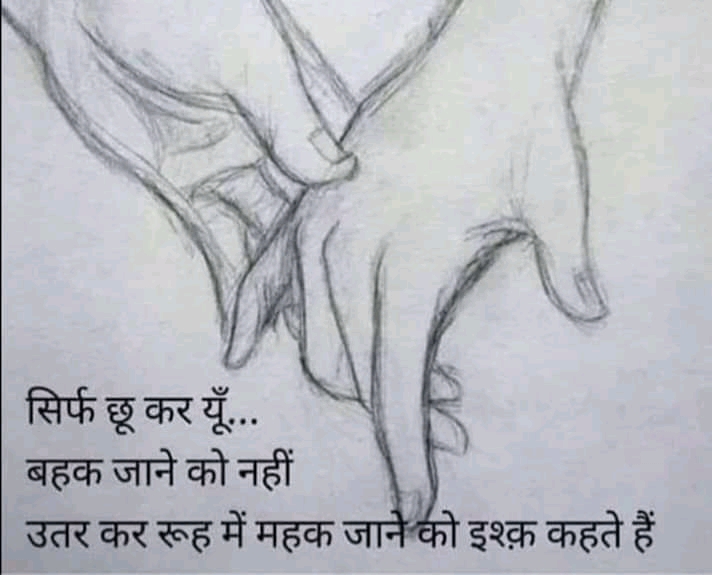 सिर्फ छू कर यूँ...
बहक जाने को नहीं
उतर कर रूह में महक जाने को इश्क़ कहते हैं